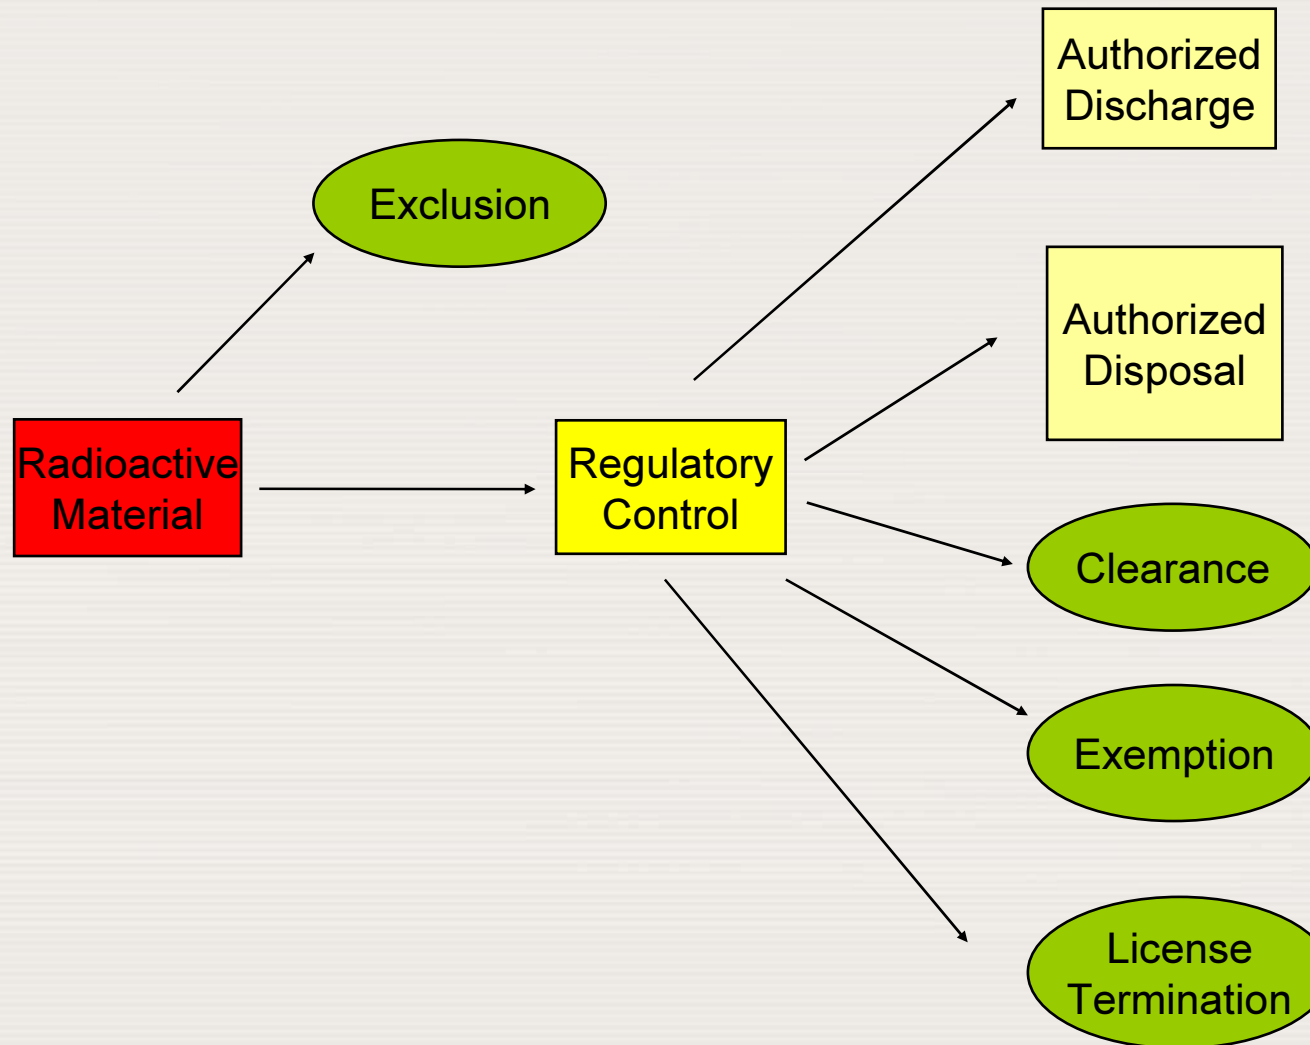 Authorized
Discharge
Exclusion
Authorized
Disposal
Radioactive
Material
Regulatory
Control
Clearance
Exemption
License
Termination